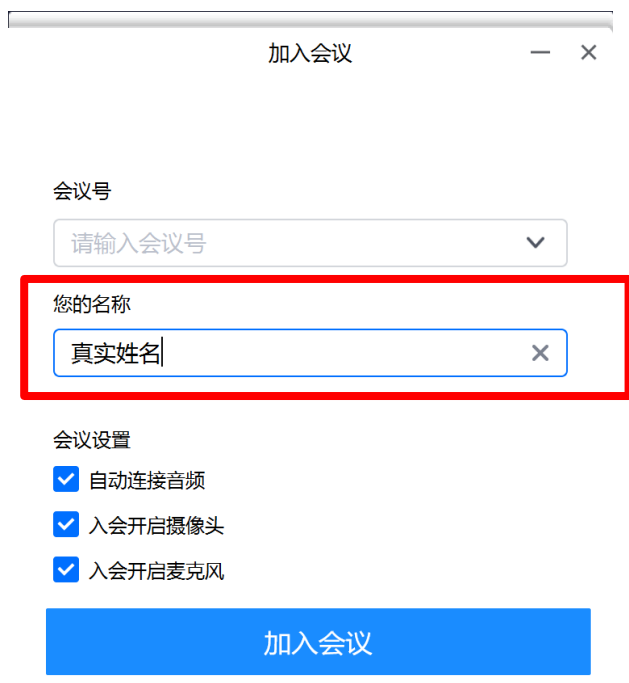 加入会议
会议号
请输入会议号
您的名称
真实姓名
会议设置
自动连接音频
入会开启摄像头
入会开启麦克风
加入会议